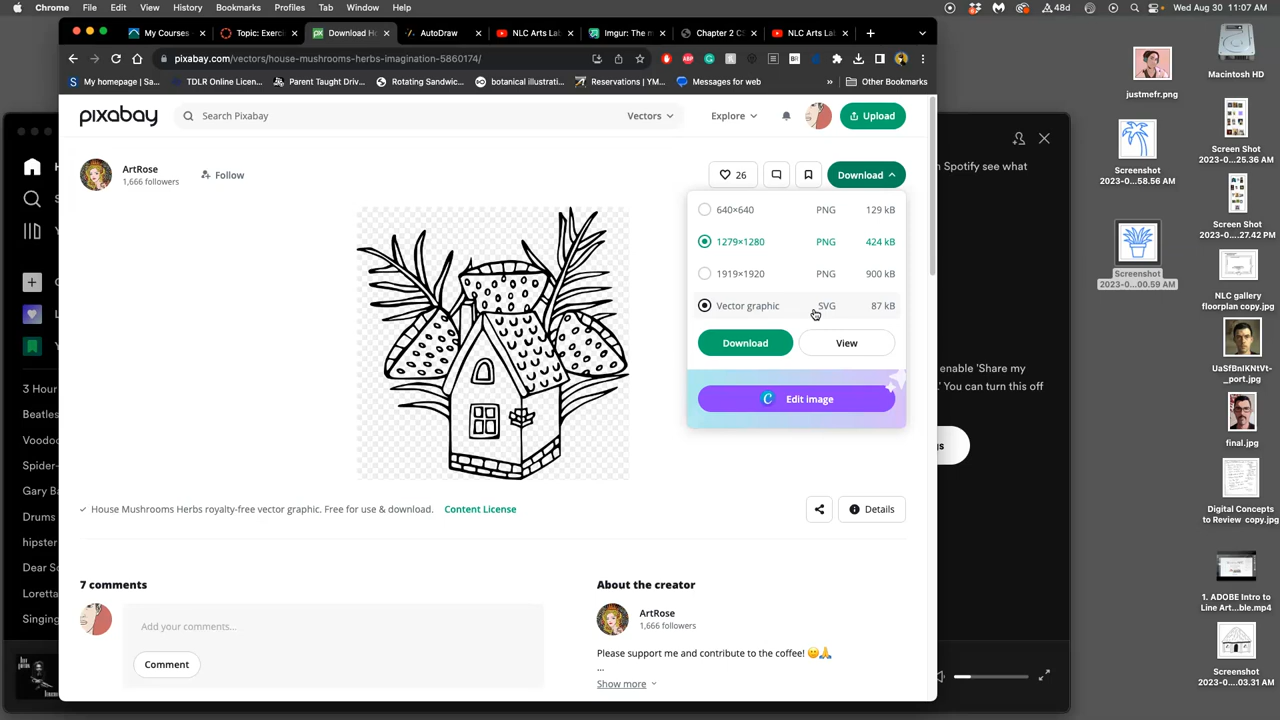 Chrome File Edit View History Bookmarks Profiles Tab Window Help 48d Wed Aug 30 11:07 AM
My Courses - Topic: Exerci Download Ho AutoDraw NLC Arts Lab Imgur: The m Chapter 2 CS NLC Arts Lab
pixabay.com/vectors/house-mushrooms-herbs-imagination-5860174/
My homepage | Sa... TDLR Online Licens... Parent Taught Driv... Rotating Swardic... botanical illustrati... Reservations | YM... Messages for web » Other Bookmarks
pixabay Search Pixabay Vectors Explore Upload
ArtRose
1,666 followers
Follow
26
Download
640×640 PNG 129 kB
1279×1280 PNG 424 kB
1919×1920 PNG 900 kB
Vector graphic SVG 87 kB
Download View
Edit image
House Mushrooms Herbs royalty-free vector graphic. Free for use & download. Content License
Details
7 comments
Add your comments...
Comment
About the creator
ArtRose
1,666 followers
Please support me and contribute to the coffee! 😊🙏
...
Show more
3 Hour
Beatles
Voodoo
Spider-
Gary Ba
Drums
hipster
Dear So
Loretta
Singing
n Spotify see what
enable 'Share my
.' You can turn this off
gs
justmefr.png
Macintosh HD
Screenshot
2023-0...58.56 AM
Screen Shot
2023-0....25.36 AM
Screenshot
2023-0...00.59 AM
Screen Shot
2023-0....27.42 PM
NLC gallery
floorplan copy.jpg
UaSfBnIKNtVt-
_port.jpg
final.jpg
Digital Concepts
to Review copy.jpg
1. ADOBE Intro to
Line Art...ble.mp4
Screenshot
2023-0...03.31 AM